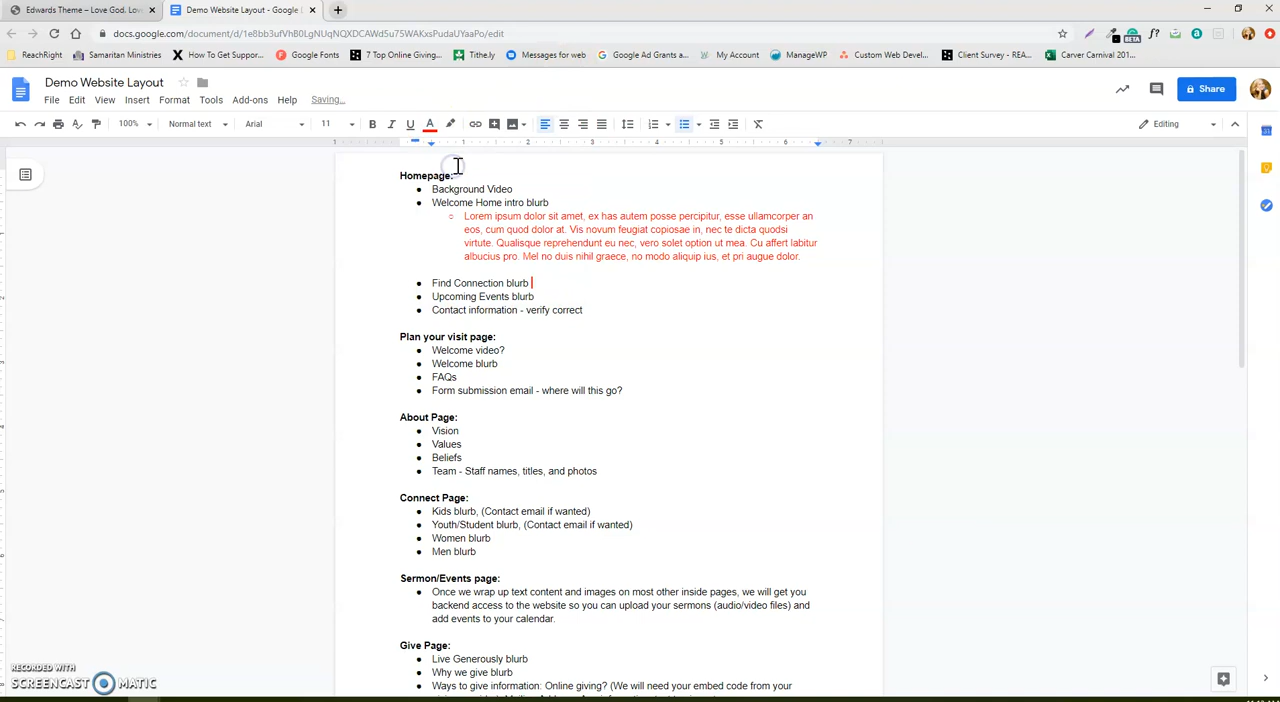 Edwards Theme – Love God. Lov
Demo Website Layout - Google
docs.google.com/document/d/1e8bb3ufVhB0LgNUqNQXDCAWd5u75WAKxsPudaUYaaPo/edit
ReachRight
Samaritan Ministries
How To Get Suppor...
Google Fonts
7 Top Online Giving...
Tithe.ly
Messages for web
Google Ad Grants a...
My Account
ManageWP
Custom Web Devel...
Client Survey - REA...
Carver Carnival 201...
BETA
f?
Demo Website Layout
File Edit View Insert Format Tools Add-ons Help Saving...
Share
100% Normal text Arial 11 B I U A Editing
1 1 2 3 4 5 6 7
Homepage:
● Background Video
● Welcome Home intro blurb
○ Lorem ipsum dolor sit amet, ex has autem posse percipitur, esse ullamcorper an
eos, cum quod dolor at. Vis novum feugiat copiosae in, nec te dicta quodsi
virtute. Qualisque reprehendunt eu nec, vero solet option ut mea. Cu affert labitur
albucius pro. Mel no duis nihil graece, no modo aliquip ius, et pri augue dolor.
● Find Connection blurb
● Upcoming Events blurb
● Contact information - verify correct
Plan your visit page:
● Welcome video?
● Welcome blurb
● FAQs
● Form submission email - where will this go?
About Page:
● Vision
● Values
● Beliefs
● Team - Staff names, titles, and photos
Connect Page:
● Kids blurb, (Contact email if wanted)
● Youth/Student blurb, (Contact email if wanted)
● Women blurb
● Men blurb
Sermon/Events page:
● Once we wrap up text content and images on most other inside pages, we will get you
backend access to the website so you can upload your sermons (audio/video files) and
add events to your calendar.
Give Page:
● Live Generously blurb
● Why we give blurb
● Ways to give information: Online giving? (We will need your embed code from your
RECORDED WITH
SCREENCAST MATIC